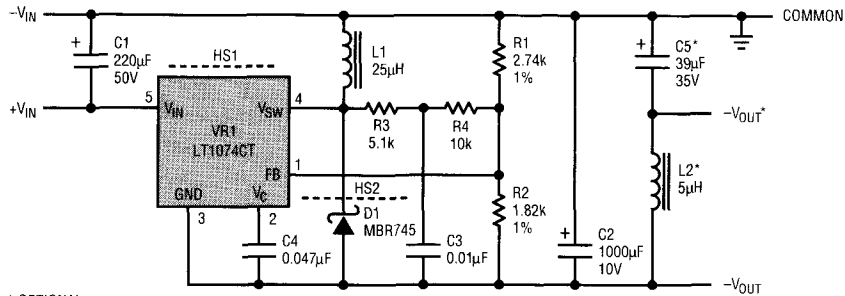 −VIN
COMMON
+
C1
220µF
50V
HS1
L1
25µH
R1
2.74k
1%
+
C5*
39µF
35V
+VIN
5
VIN
VSW
4
VR1
LT1074CT
R3
5.1k
R4
10k
−VOUT*
FB
1
GND
VC
3
2
HS2
D1
MBR745
R2
1.82k
1%
L2*
5µH
C4
0.047µF
C3
0.01µF
+
C2
1000µF
10V
−VOUT